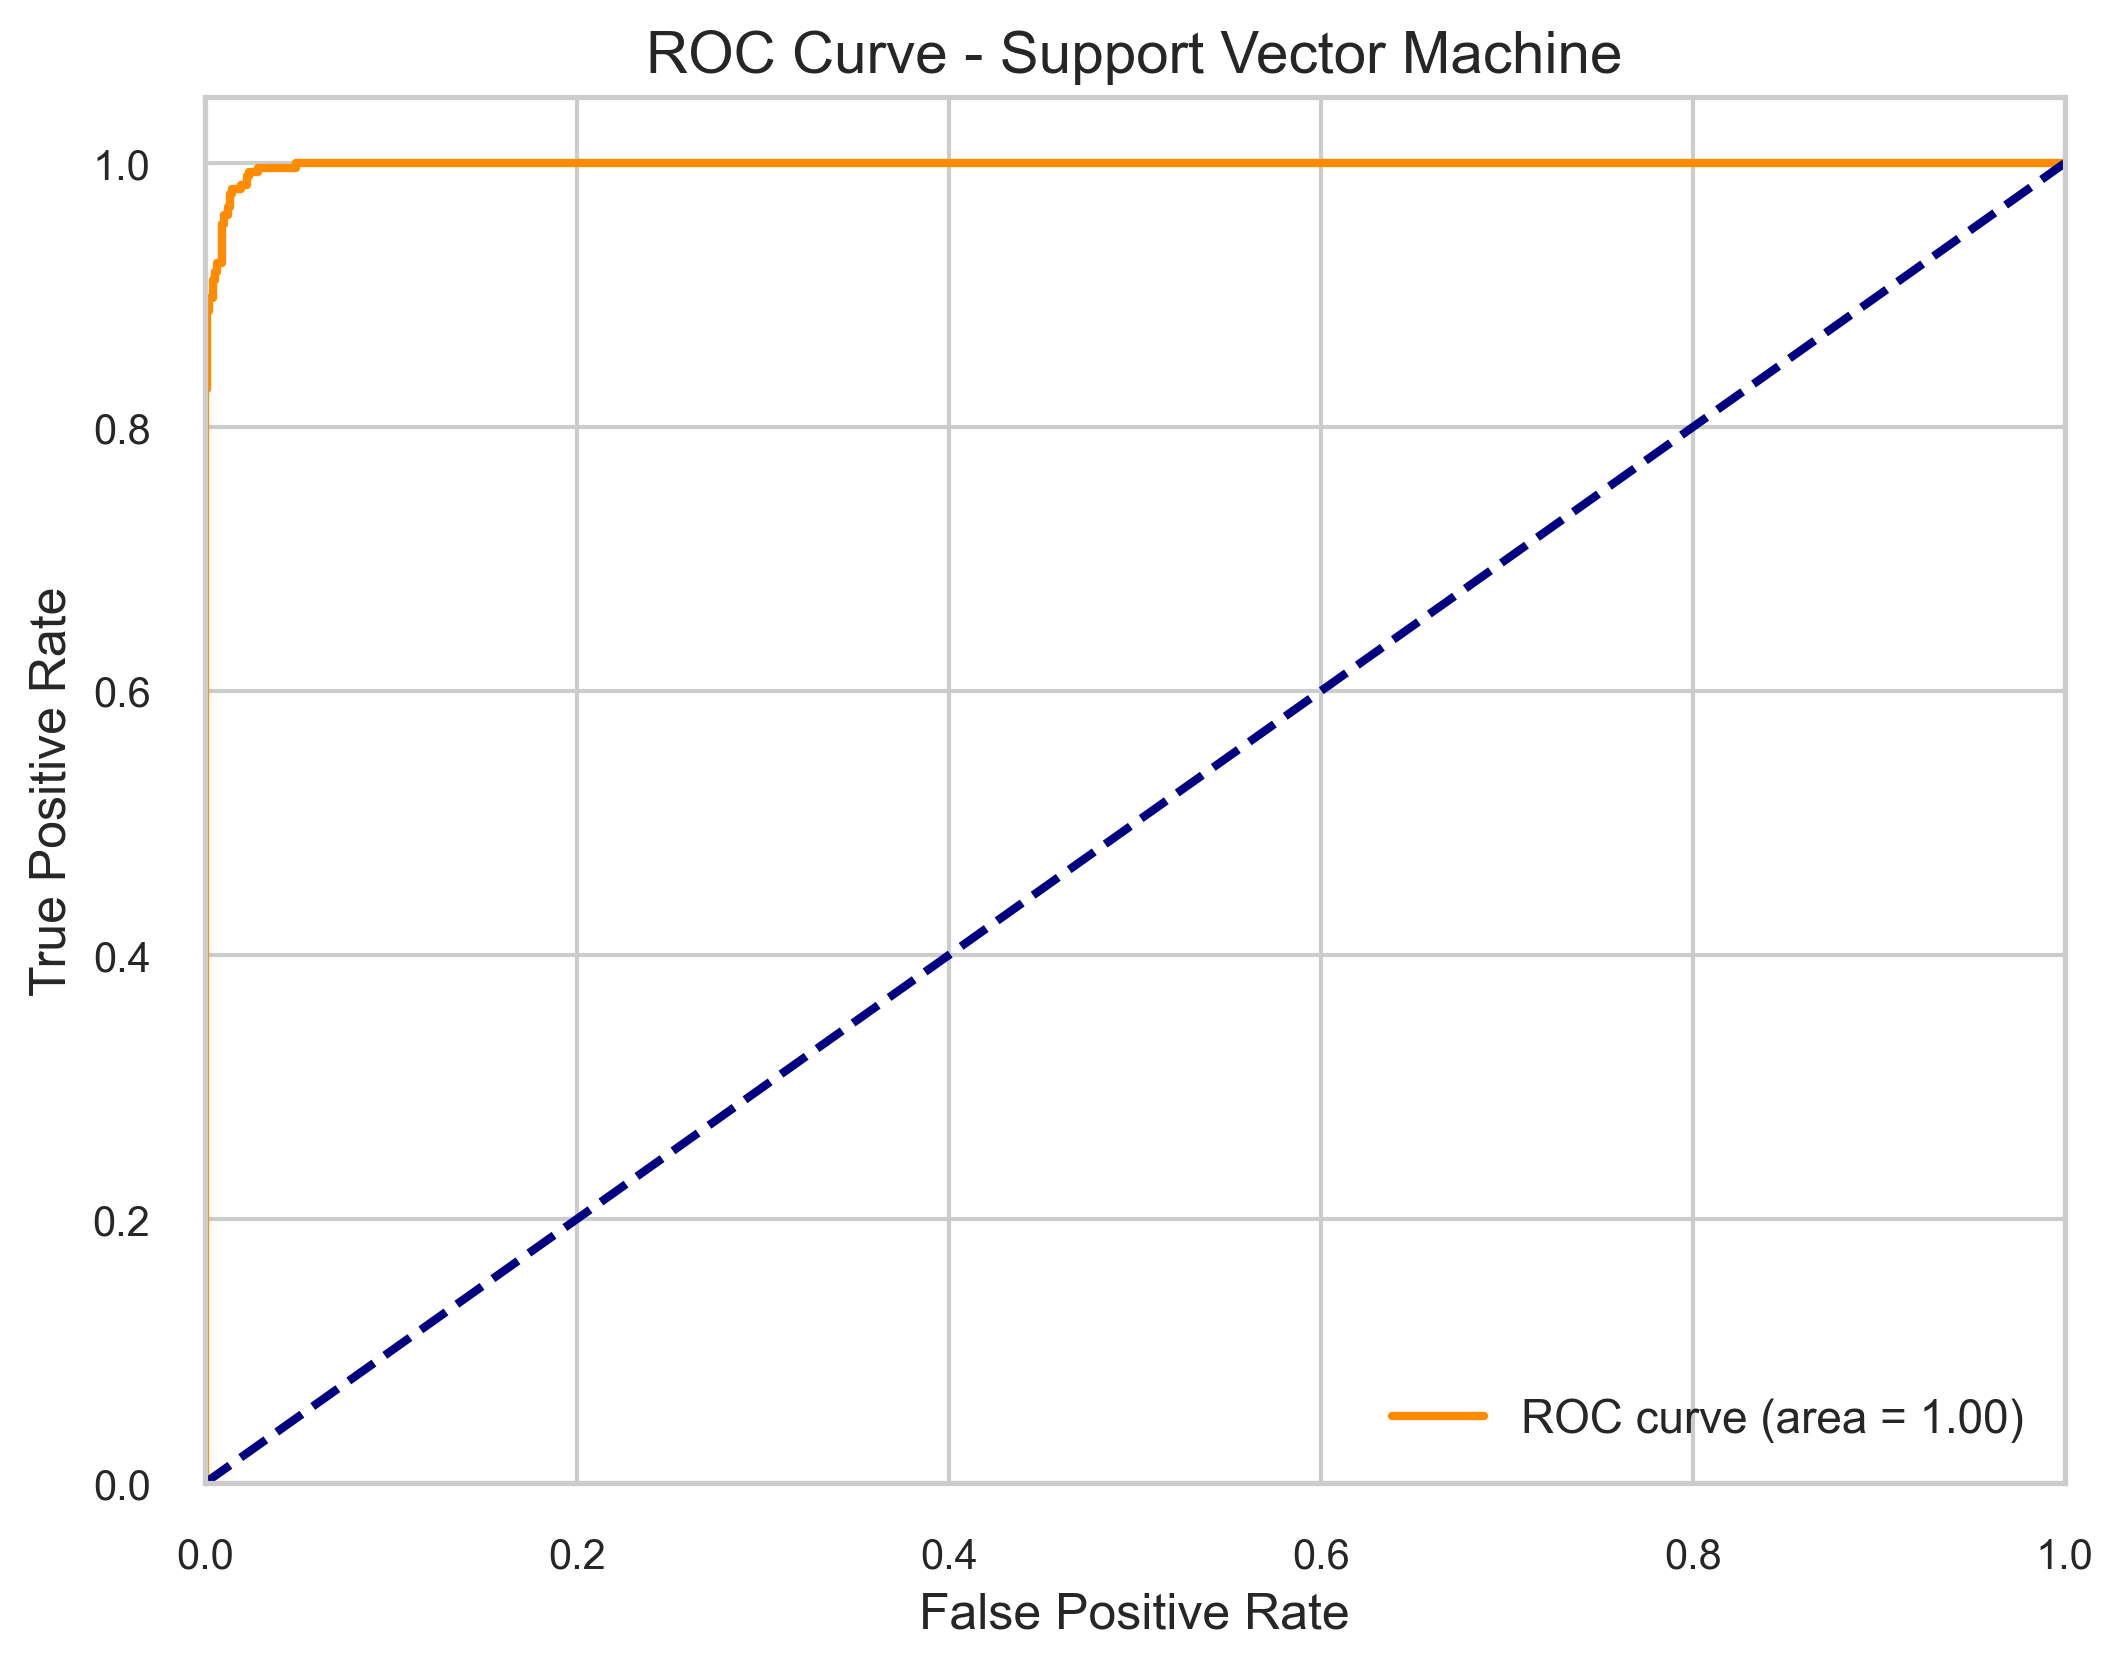 ROC Curve - Support Vector Machine
1.0
0.8
0.6
0.4
0.2
0.0
True Positive Rate
ROC curve (area = 1.00)
0.0 0.2 0.4 0.6 0.8 1.0
False Positive Rate